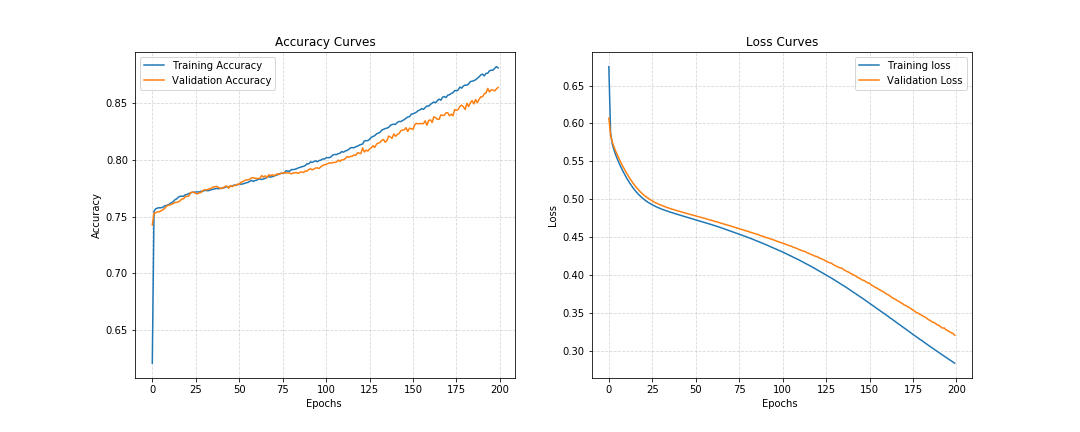 Accuracy Curves
Training Accuracy
Validation Accuracy
0.85
0.80
0.75
0.70
0.65
Accuracy
0 25 50 75 100 125 150 175 200
Epochs
Loss Curves
Training loss
Validation Loss
0.65
0.60
0.55
0.50
0.45
0.40
0.35
0.30
Loss
0 25 50 75 100 125 150 175 200
Epochs